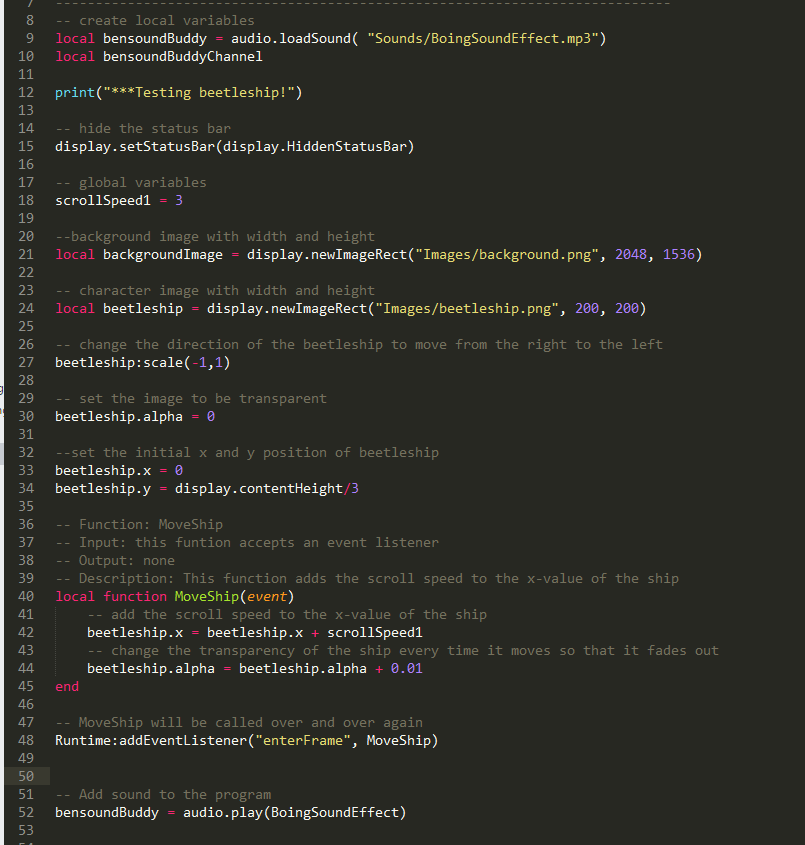 7 -----------------------------------------------------------------------------
8 -- create local variables
9 local bensoundBuddy = audio.loadSound( "Sounds/BoingSoundEffect.mp3")
10 local bensoundBuddyChannel
11
12 print("***Testing beetleship!")
13
14 -- hide the status bar
15 display.setStatusBar(display.HiddenStatusBar)
16
17 -- global variables
18 scrollSpeed1 = 3
19
20 --background image with width and height
21 local backgroundImage = display.newImageRect("Images/background.png", 2048, 1536)
22
23 -- character image with width and height
24 local beetleship = display.newImageRect("Images/beetleship.png", 200, 200)
25
26 -- change the direction of the beetleship to move from the right to the left
27 beetleship:scale(-1,1)
28
29 -- set the image to be transparent
30 beetleship.alpha = 0
31
32 --set the initial x and y position of beetleship
33 beetleship.x = 0
34 beetleship.y = display.contentHeight/3
35
36 -- Function: MoveShip
37 -- Input: this funtion accepts an event listener
38 -- Output: none
39 -- Description: This function adds the scroll speed to the x-value of the ship
40 local function MoveShip(event)
41 -- add the scroll speed to the x-value of the ship
42 beetleship.x = beetleship.x + scrollSpeed1
43 -- change the transparency of the ship every time it moves so that it fades out
44 beetleship.alpha = beetleship.alpha + 0.01
45 end
46
47 -- MoveShip will be called over and over again
48 Runtime:addEventListener("enterFrame", MoveShip)
49
50
51 -- Add sound to the program
52 bensoundBuddy = audio.play(BoingSoundEffect)
53